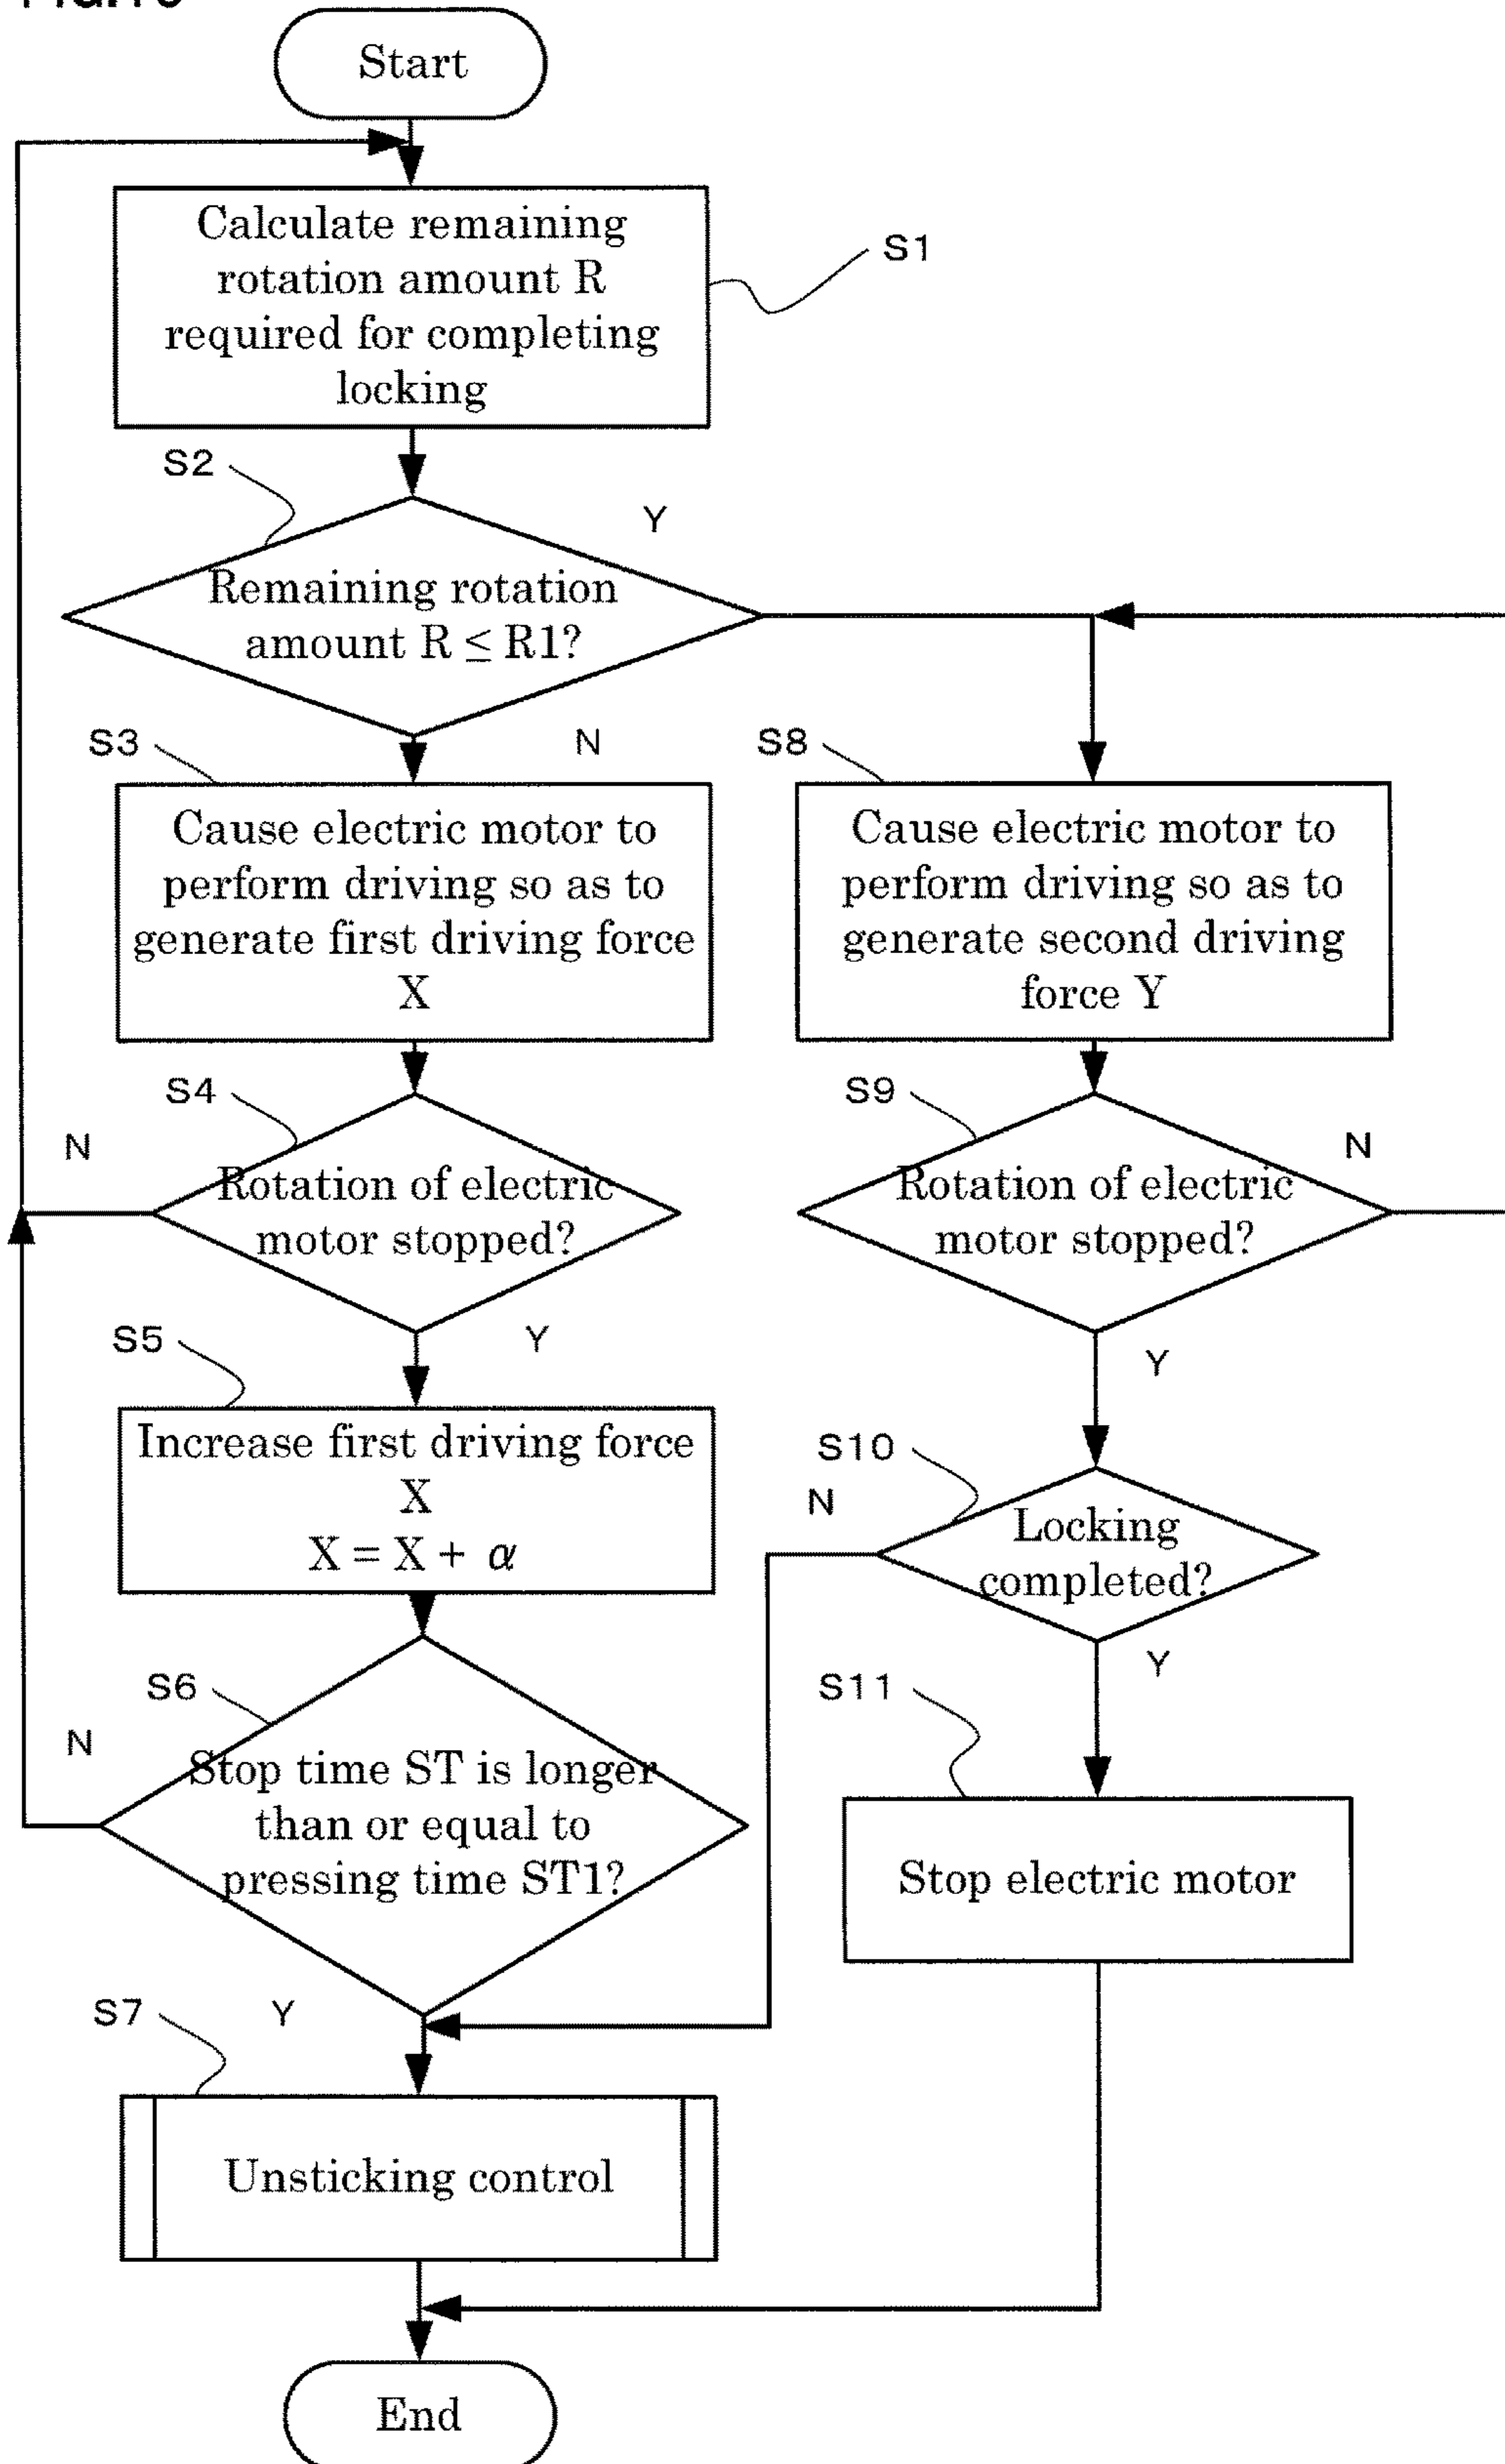 Start
Calculate remaining
rotation amount R
required for completing
locking
S1
S2
Y
Remaining rotation
amount R ≤ R1?
S3
N
Cause electric motor to
perform driving so as to
generate first driving force
X
S8
Cause electric motor to
perform driving so as to
generate second driving
force Y
S4
N
Rotation of electric
motor stopped?
Y
S9
N
Rotation of electric
motor stopped?
Y
S5
Increase first driving force
X
X = X + α
S10
N
Locking
completed?
Y
S6
N
Stop time ST is longer
than or equal to
pressing time ST1?
Y
S11
Stop electric motor
S7
Unsticking control
End